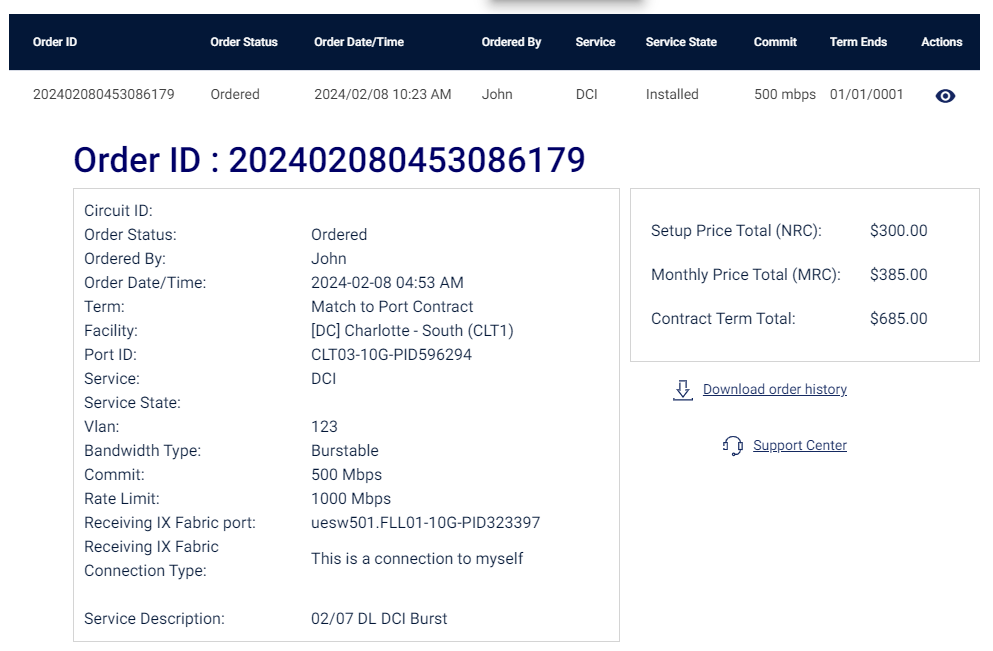 Order ID Order Status Order Date/Time Ordered By Service Service State Commit Term Ends Actions
202402080453086179 Ordered 2024/02/08 10:23 AM John DCI Installed 500 mbps 01/01/0001
Order ID : 202402080453086179
Circuit ID:
Order Status: Ordered
Ordered By: John
Order Date/Time: 2024-02-08 04:53 AM
Term: Match to Port Contract
Facility: [DC] Charlotte - South (CLT1)
Port ID: CLT03-10G-PID596294
Service: DCI
Service State:
Vlan: 123
Bandwidth Type: Burstable
Commit: 500 Mbps
Rate Limit: 1000 Mbps
Receiving IX Fabric port: uesw501.FLL01-10G-PID323397
Receiving IX Fabric
Connection Type: This is a connection to myself
Service Description: 02/07 DL DCI Burst
Setup Price Total (NRC): $300.00
Monthly Price Total (MRC): $385.00
Contract Term Total: $685.00
Download order history
Support Center